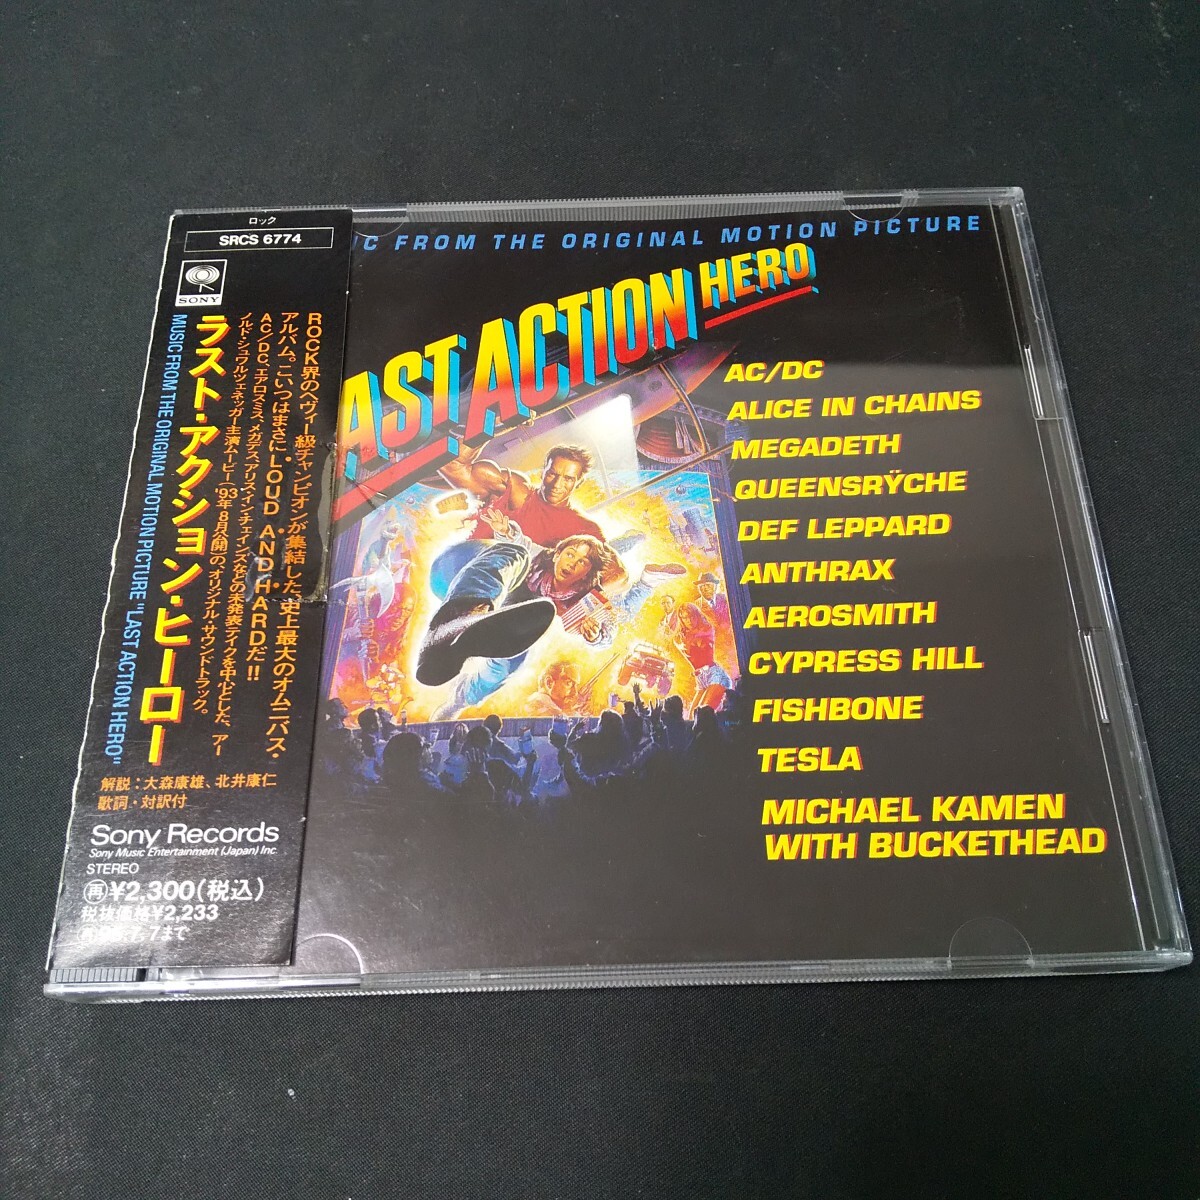 ロック
SRCS 6774
SONY
ラスト・アクション・ヒーロー
MUSIC FROM THE ORIGINAL MOTION PICTURE "LAST ACTION HERO"
ROCK界のヘヴィー級チャンピオンが集結した、史上最大のオムニバス・
アルバム、こいつはまさにLOUD AND HARDだ!!
AC/DC、エアロスミス、メガデス、アリス・イン・チェインズなどの未発表テイクを中心とした、アー
ノルド・シュワルツェネッガー主演ムービー('93年8月公開)の、オリジナル・サウンドトラック。
解説:大森康雄、北井康仁
歌詞・対訳付
Sony Records
Sony Music Entertainment (Japan) Inc.
STEREO
再¥2,300(税込)
税抜価格¥2,233
7・7まで
IC FROM THE ORIGINAL MOTION PICTURE
AST ACTION HERO
AC/DC
ALICE IN CHAINS
MEGADETH
QUEENSRŸCHE
DEF LEPPARD
ANTHRAX
AEROSMITH
CYPRESS HILL
FISHBONE
TESLA
MICHAEL KAMEN
WITH BUCKETHEAD